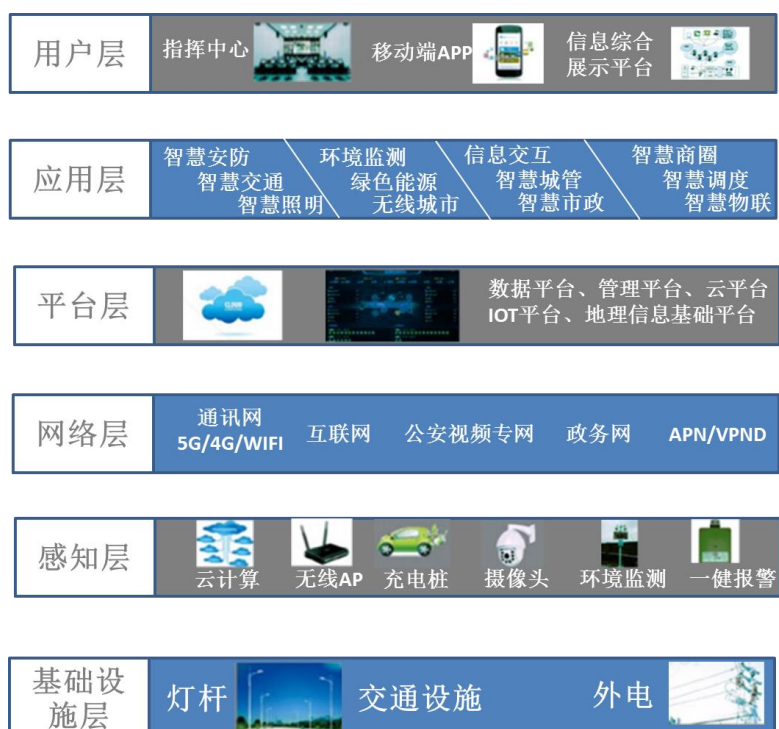 用户层
指挥中心
移动端APP
信息综合
展示平台
应用层
智慧安防
智慧交通
智慧照明
环境监测
绿色能源
无线城市
信息交互
智慧城管
智慧市政
智慧商圈
智慧调度
智慧物联
平台层
CLOUD
数据平台、管理平台、云平台
IOT平台、地理信息基础平台
网络层
通讯网
5G/4G/WIFI
互联网
公安视频专网
政务网
APN/VPND
感知层
云计算
无线AP
充电桩
摄像头
环境监测
一健报警
基础设
施层
灯杆
交通设施
外电